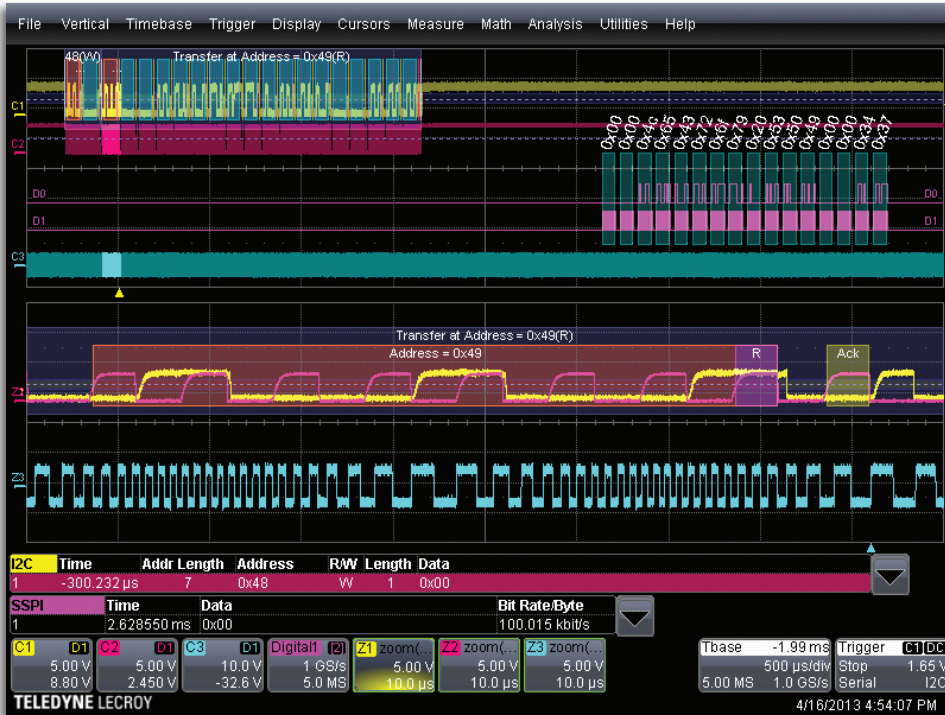 File Vertical Timebase Trigger Display Cursors Measure Math Analysis Utilities Help
48(W) Transfer at Address = 0x49(R)
... ...
C1
C2
0x00 0x00 0x4c 0x65 0x43 0x72 0x6f 0x79 0x20 0x53 0x50 0x49 0x00 0x00 0x34 0x37
D0 D0
D1 D1
C3
Transfer at Address = 0x49(R)
Address = 0x49 R Ack
Z3
I2C Time Addr Length Address R/W Length Data
1 -300.232 µs 7 0x48 W 1 0x00
SSPI Time Data Bit Rate/Byte
1 2.628550 ms 0x00 100.015 kbit/s
C1 D1 C2 D1 C3 D1 Digital1 [2] Z1 zoom(... Z2 zoom(... Z3 zoom(... Tbase -1.99 ms Trigger C1 DC
5.00 V 5.00 V 10.0 V 1 GS/s 5.00 V 5.00 V 5.00 V 500 µs/div Stop 1.65 V
8.80 V 2.450 V -32.6 V 5.0 MS 10.0 µs 10.0 µs 10.0 µs 5.00 MS 1.0 GS/s Serial I2C
TELEDYNE LECROY 4/16/2013 4:54:07 PM